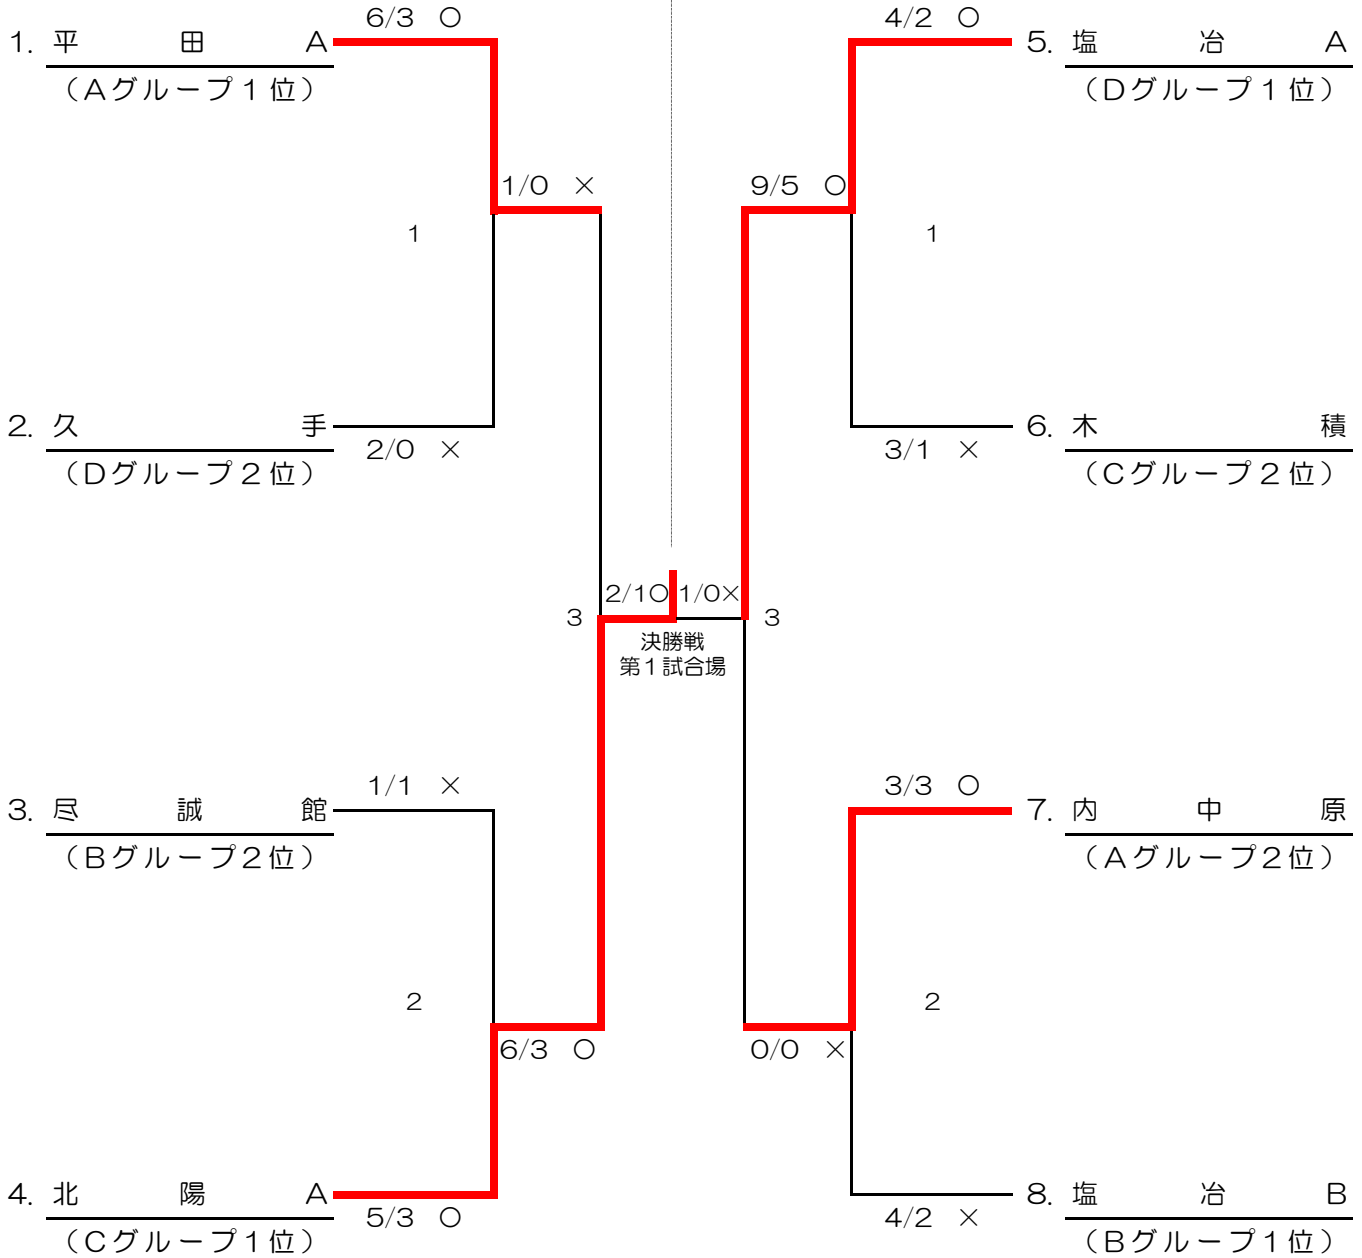 6/3 ○
1. 平田A
（Aグループ1位）
1/0 ×
1
2. 久手
2/0 ×
（Dグループ2位）
1/1 ×
3. 尽誠館
（Bグループ2位）
2
6/3 ○
4. 北陽A
5/3 ○
（Cグループ1位）
3
2/1○
1/0×
3
決勝戦
第1試合場
4/2 ○
5. 塩冶A
（Dグループ1位）
9/5 ○
1
6. 木積
3/1 ×
（Cグループ2位）
3/3 ○
7. 内中原
（Aグループ2位）
2
0/0 ×
8. 塩冶B
4/2 ×
（Bグループ1位）